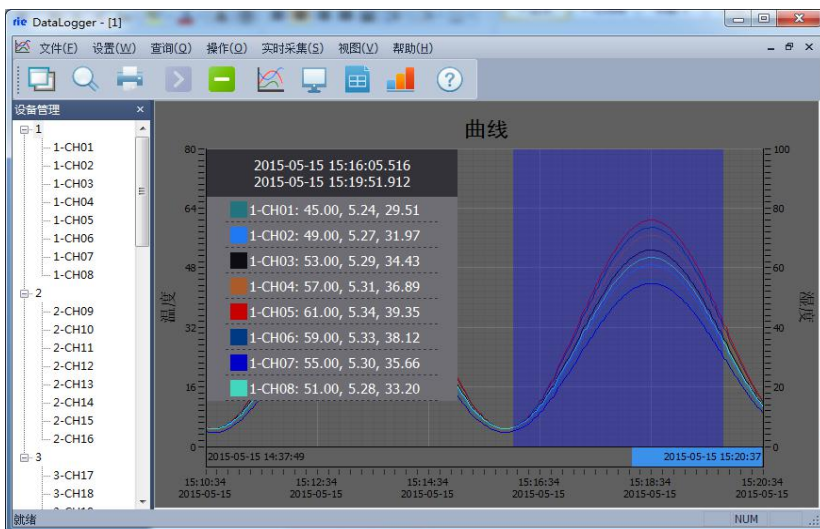 rie DataLogger - [1]
文件(F) 设置(W) 查询(Q) 操作(O) 实时采集(S) 视图(V) 帮助(H)
设备管理
1
1-CH01
1-CH02
1-CH03
1-CH04
1-CH05
1-CH06
1-CH07
1-CH08
2
2-CH09
2-CH10
2-CH11
2-CH12
2-CH13
2-CH14
2-CH15
2-CH16
3
3-CH17
3-CH18
曲线
2015-05-15 15:16:05.516
2015-05-15 15:19:51.912
1-CH01: 45.00, 5.24, 29.51
1-CH02: 49.00, 5.27, 31.97
1-CH03: 53.00, 5.29, 34.43
1-CH04: 57.00, 5.31, 36.89
1-CH05: 61.00, 5.34, 39.35
1-CH06: 59.00, 5.33, 38.12
1-CH07: 55.00, 5.30, 35.66
1-CH08: 51.00, 5.28, 33.20
温度
80
64
48
32
16
0
湿度
100
80
60
40
20
0
2015-05-15 14:37:49 2015-05-15 15:20:37
15:10:34 15:12:34 15:14:34 15:16:34 15:18:34 15:20:34
2015-05-15 2015-05-15 2015-05-15 2015-05-15 2015-05-15 2015-05-15
就绪 NUM